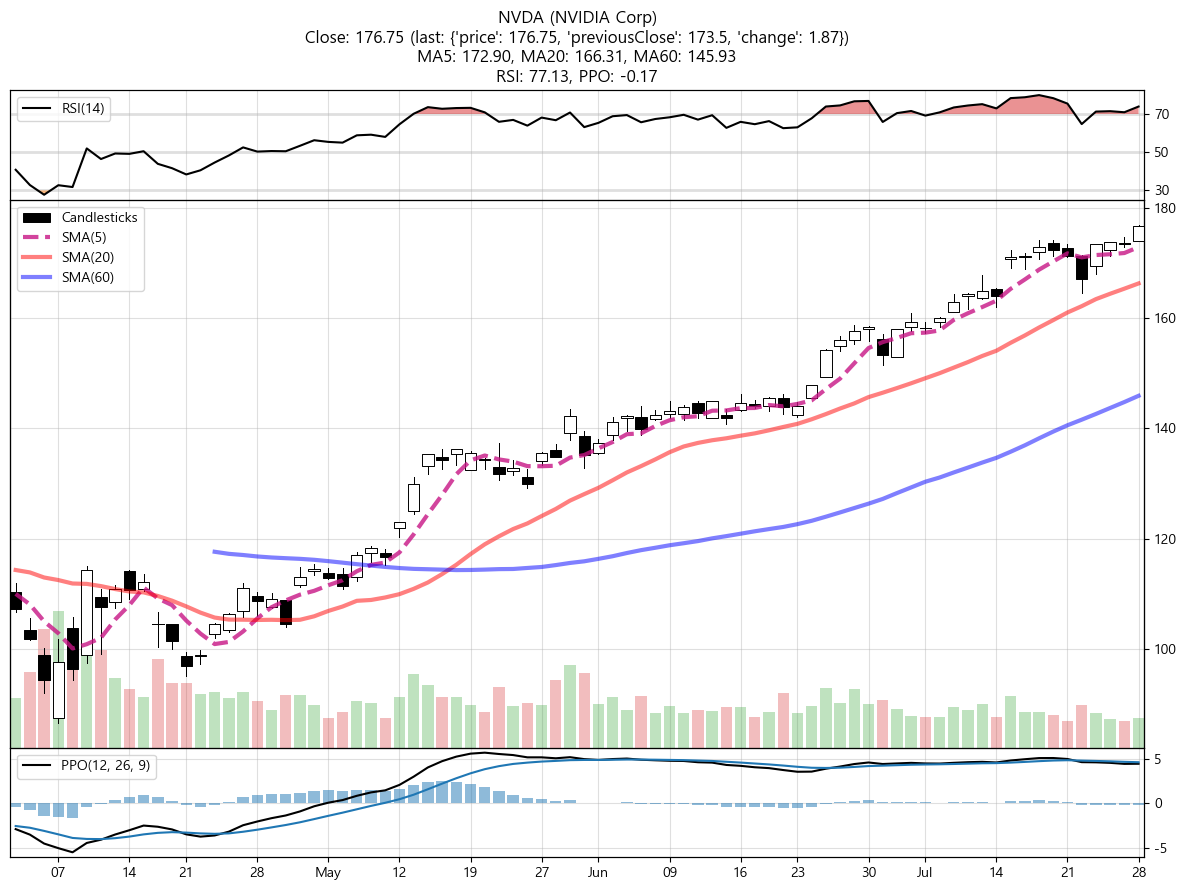 NVDA (NVIDIA Corp)
Close: 176.75 (last: {'price': 176.75, 'previousClose': 173.5, 'change': 1.87})
MA5: 172.90, MA20: 166.31, MA60: 145.93
RSI: 77.13, PPO: -0.17
RSI(14)
70
50
30
Candlesticks
SMA(5)
SMA(20)
SMA(60)
180
160
140
120
100
PPO(12, 26, 9)
5
0
-5
07 14 21 28 May 12 19 27 Jun 09 16 23 30 Jul 14 21 28